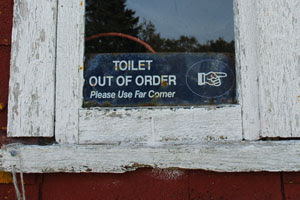 TOILET
OUT OF ORDER
Please Use Far Corner